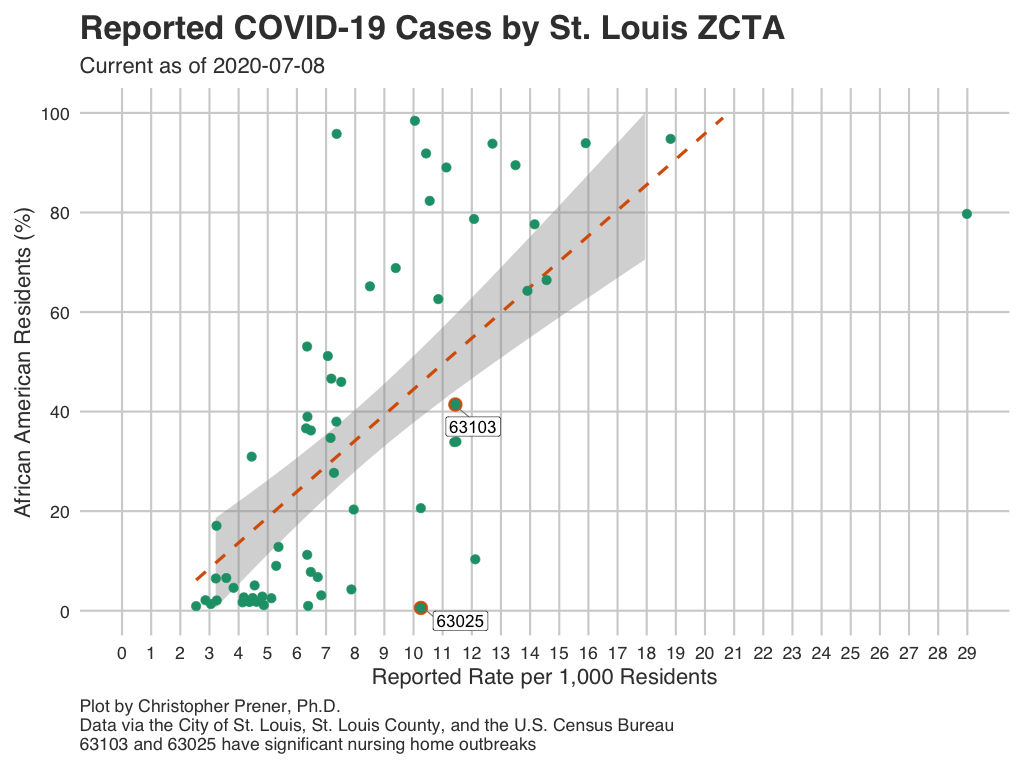 Reported COVID-19 Cases by St. Louis ZCTA
Current as of 2020-07-08
African American Residents (%)
100
80
60
40
20
0
63103
63025
0 1 2 3 4 5 6 7 8 9 10 11 12 13 14 15 16 17 18 19 20 21 22 23 24 25 26 27 28 29
Reported Rate per 1,000 Residents
Plot by Christopher Prener, Ph.D.
Data via the City of St. Louis, St. Louis County, and the U.S. Census Bureau
63103 and 63025 have significant nursing home outbreaks